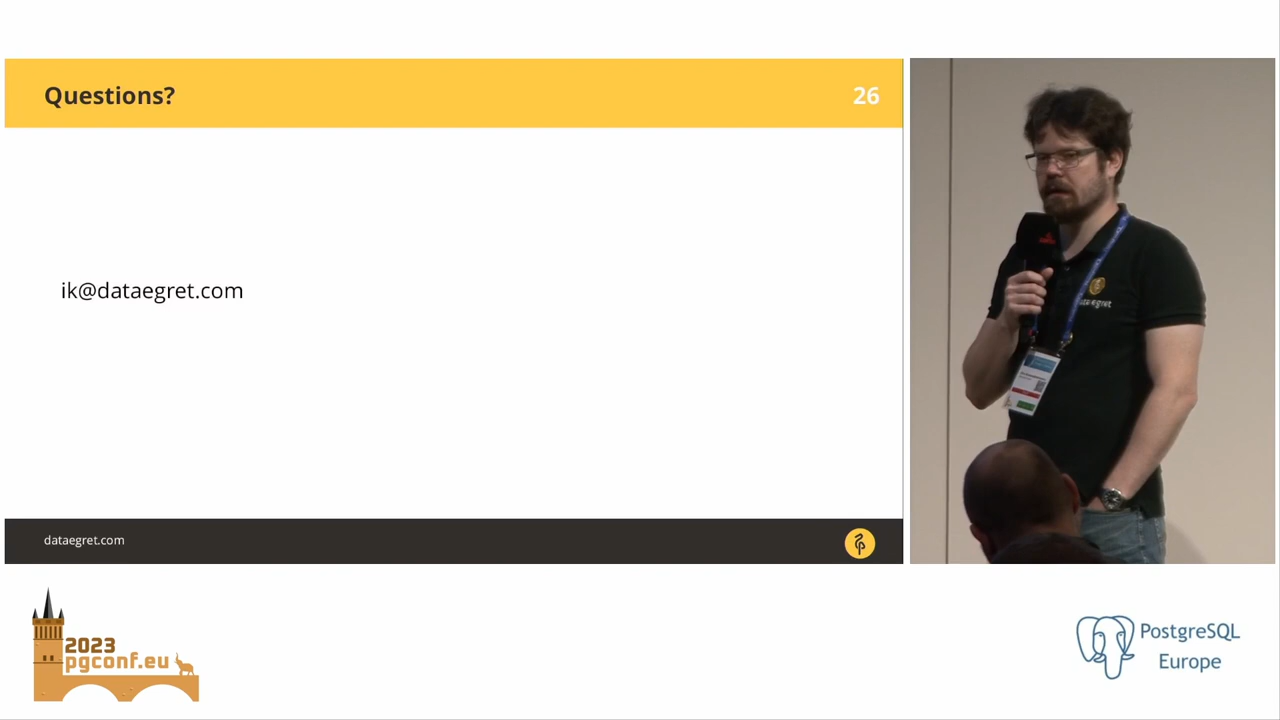 Questions?
26
ik@dataegret.com
dataegret.com
2023
pgconf.eu
PostgreSQL
Europe